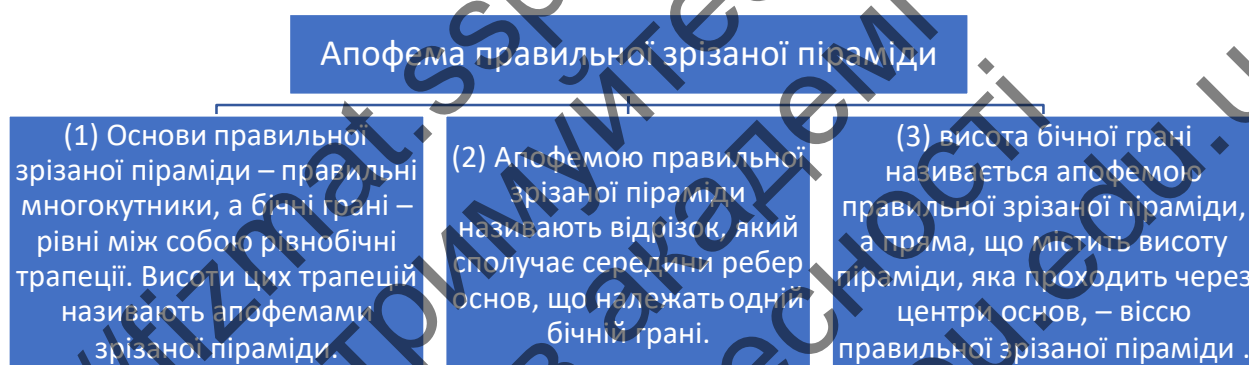 Апофема правильної зрізаної піраміди
(1) Основи правильної
зрізаної піраміди – правильні
многокутники, а бічні грані –
рівні між собою рівнобічні
трапеції. Висоти цих трапецій
називають апофемами
зрізаної піраміди.
(2) Апофемою правильної
зрізаної піраміди
називають відрізок, який
сполучає середини ребер
основ, що належать одній
бічній грані.
(3) висота бічної грані
називається апофемою
правильної зрізаної піраміди,
а пряма, що містить висоту
піраміди, яка проходить через
центри основ, – віссю
правильної зрізаної піраміди .